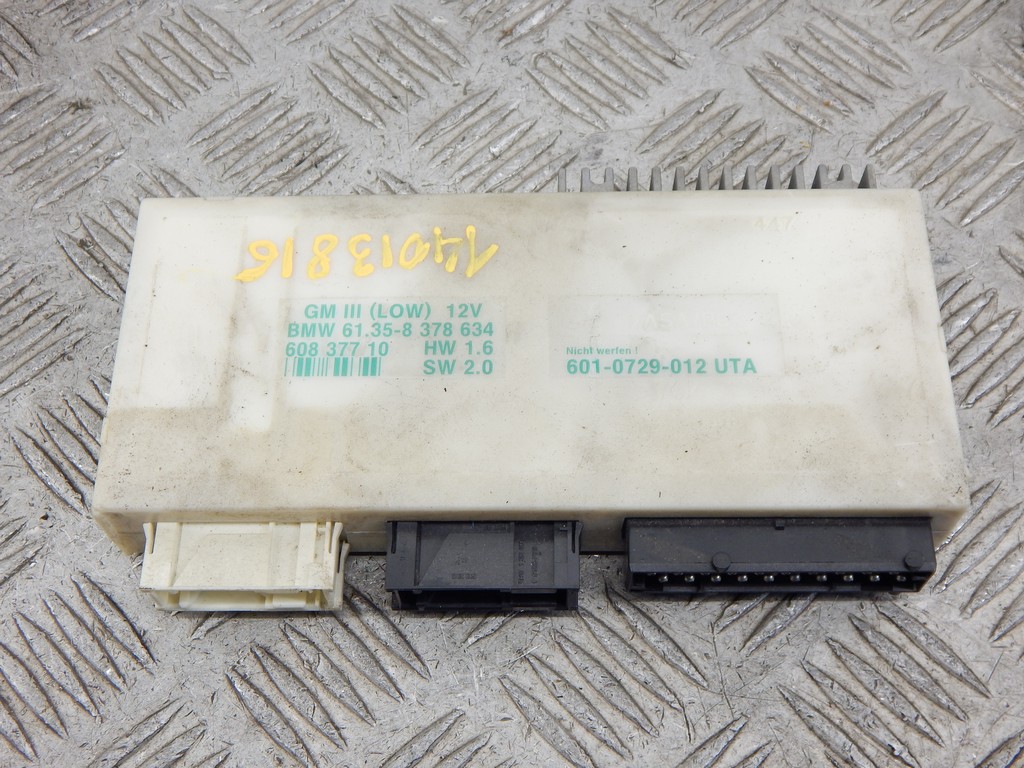 14013816
GM III (LOW) 12V
BMW 61.35-8 378 634
608 377 10 HW 1.6
SW 2.0
Nicht werfen !
601-0729-012 UTA